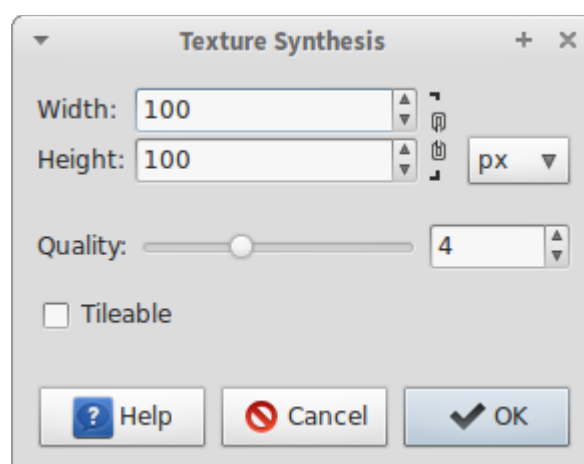 Texture Synthesis
Width: 100
Height: 100 px
Quality: 4
Tileable
Help Cancel OK